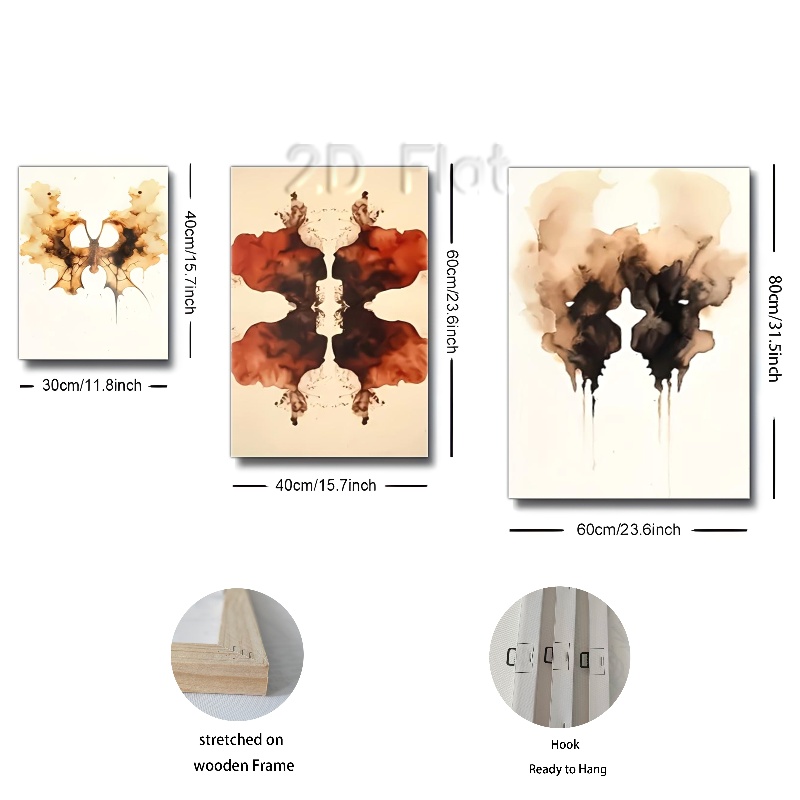 2D Flat
40cm/15.7inch
30cm/11.8inch
60cm/23.6inch
40cm/15.7inch
80cm/31.5inch
60cm/23.6inch
stretched on
wooden Frame
Hook
Ready to Hang